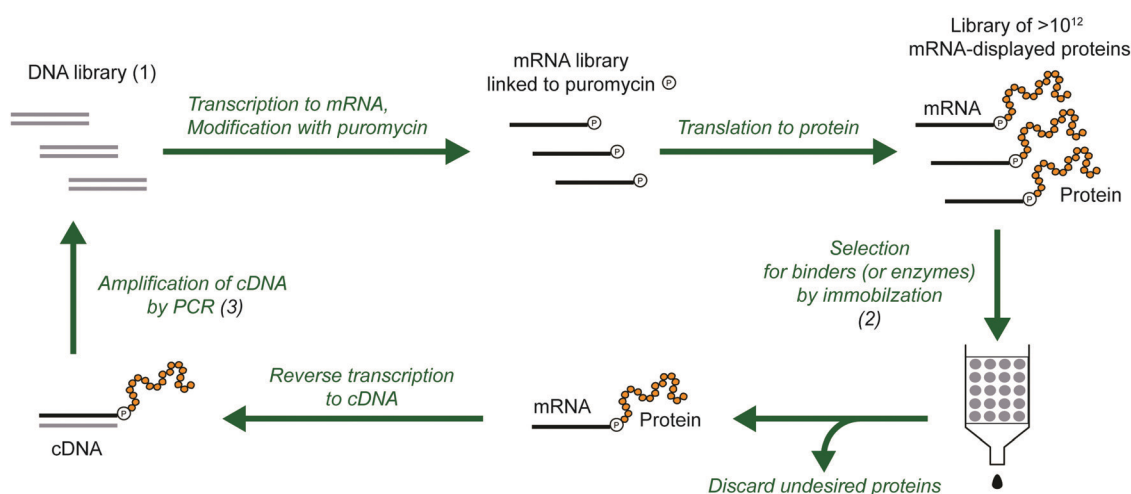 DNA library (1)
Transcription to mRNA,
Modification with puromycin
mRNA library
linked to puromycin Ⓟ
P
P
P
Translation to protein
Library of >10¹²
mRNA-displayed proteins
mRNA
P
P
P
Protein
Selection
for binders (or enzymes)
by immobilzation
(2)
Discard undesired proteins
mRNA
P
Protein
Reverse transcription
to cDNA
P
cDNA
Amplification of cDNA
by PCR (3)